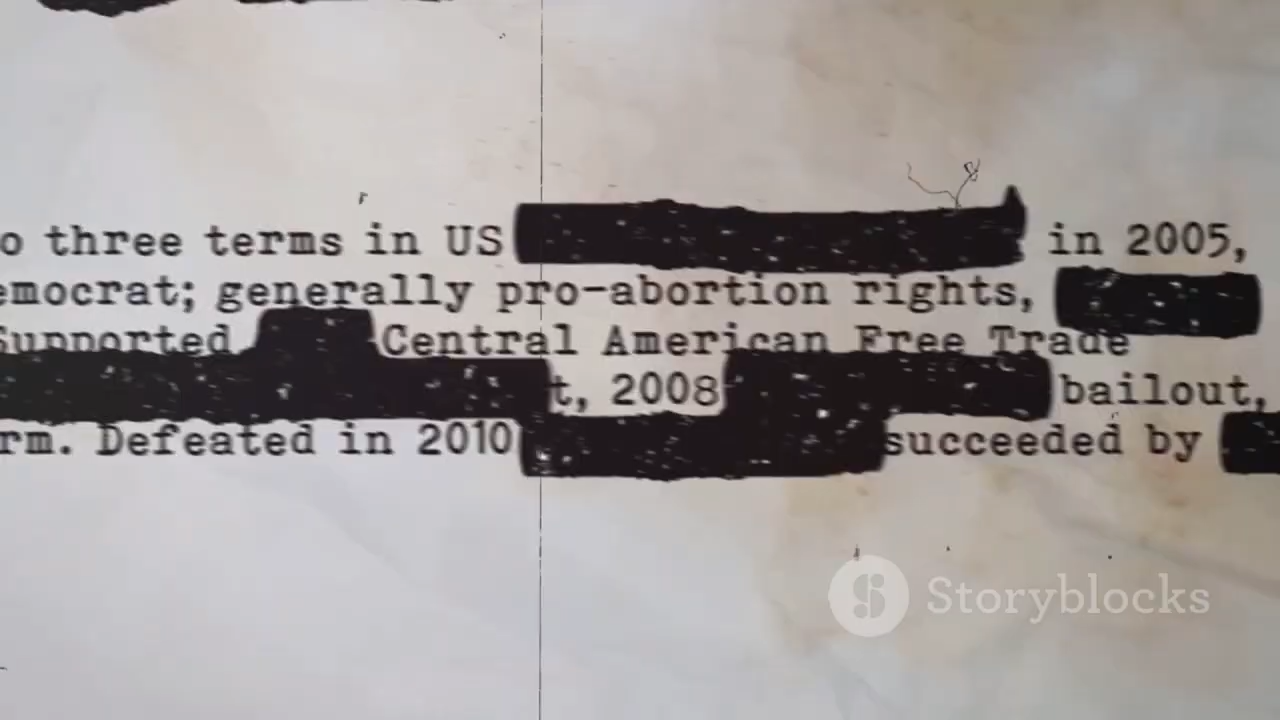 o three terms in US in 2005,
emocrat; generally pro-abortion rights,
Supported Central American Free Trade
t, 2008 bailout,
rm. Defeated in 2010 succeeded by
Storyblocks